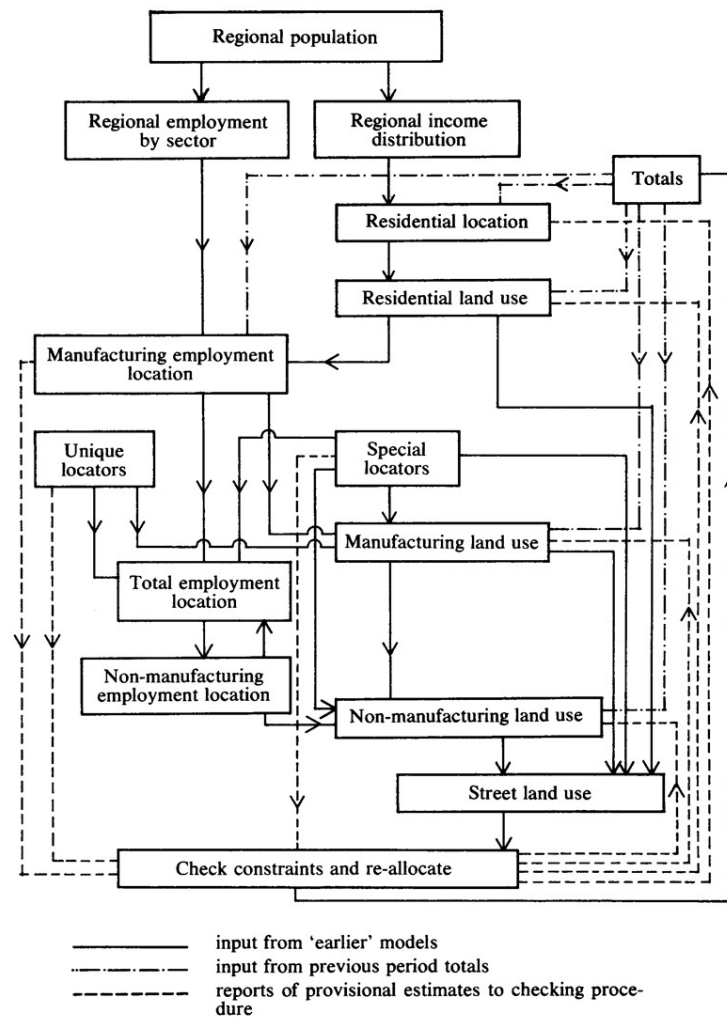 Regional population
Regional employment
by sector
Regional income
distribution
Totals
Residential location
Residential land use
Manufacturing employment
location
Unique
locators
Special
locators
Manufacturing land use
Total employment
location
Non-manufacturing
employment location
Non-manufacturing land use
Street land use
Check constraints and re-allocate
input from ‘earlier’ models
input from previous period totals
reports of provisional estimates to checking proce-
dure